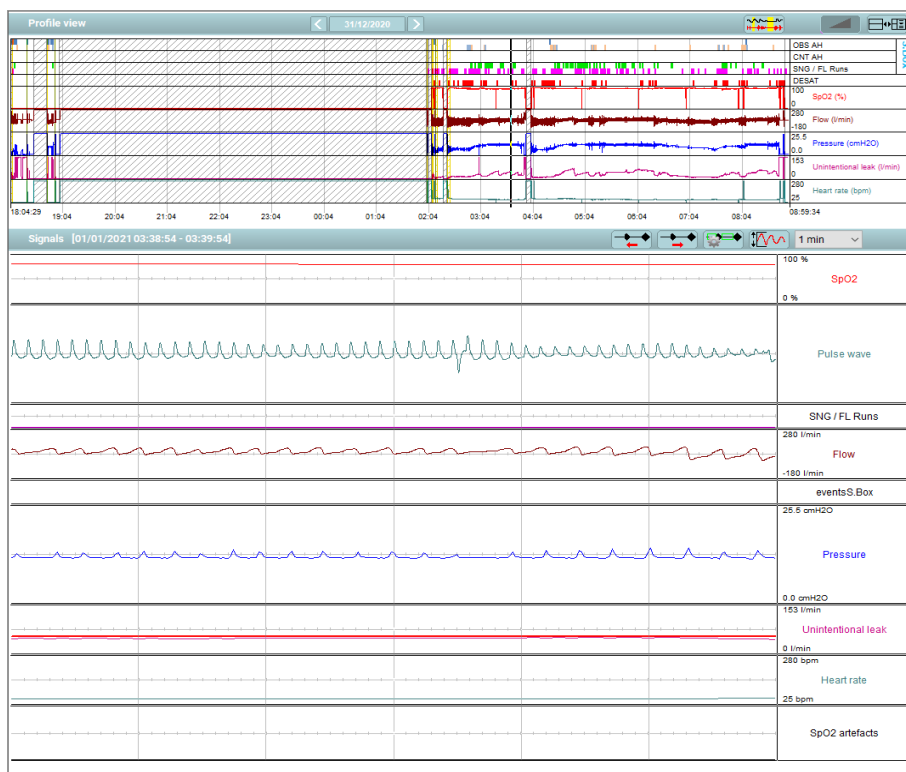 Profile view
31/12/2020
OBS AH
CNT AH
SNG / FL Runs
DESAT
100
0
SpO2 (%)
280
-180
Flow (l/min)
25.5
0.0
Pressure (cmH2O)
153
0
Unintentional leak (l/min)
280
25
Heart rate (bpm)
18:04:29 19:04 20:04 21:04 22:04 23:04 00:04 01:04 02:04 03:04 04:04 05:04 06:04 07:04 08:04 08:59:34
Signals [01/01/2021 03:38:54 - 03:39:54]
1 min
100 %
SpO2
0 %
Pulse wave
SNG / FL Runs
280 l/min
Flow
-180 l/min
eventsS.Box
25.5 cmH2O
Pressure
0.0 cmH2O
153 l/min
Unintentional leak
0 l/min
280 bpm
Heart rate
25 bpm
SpO2 artefacts